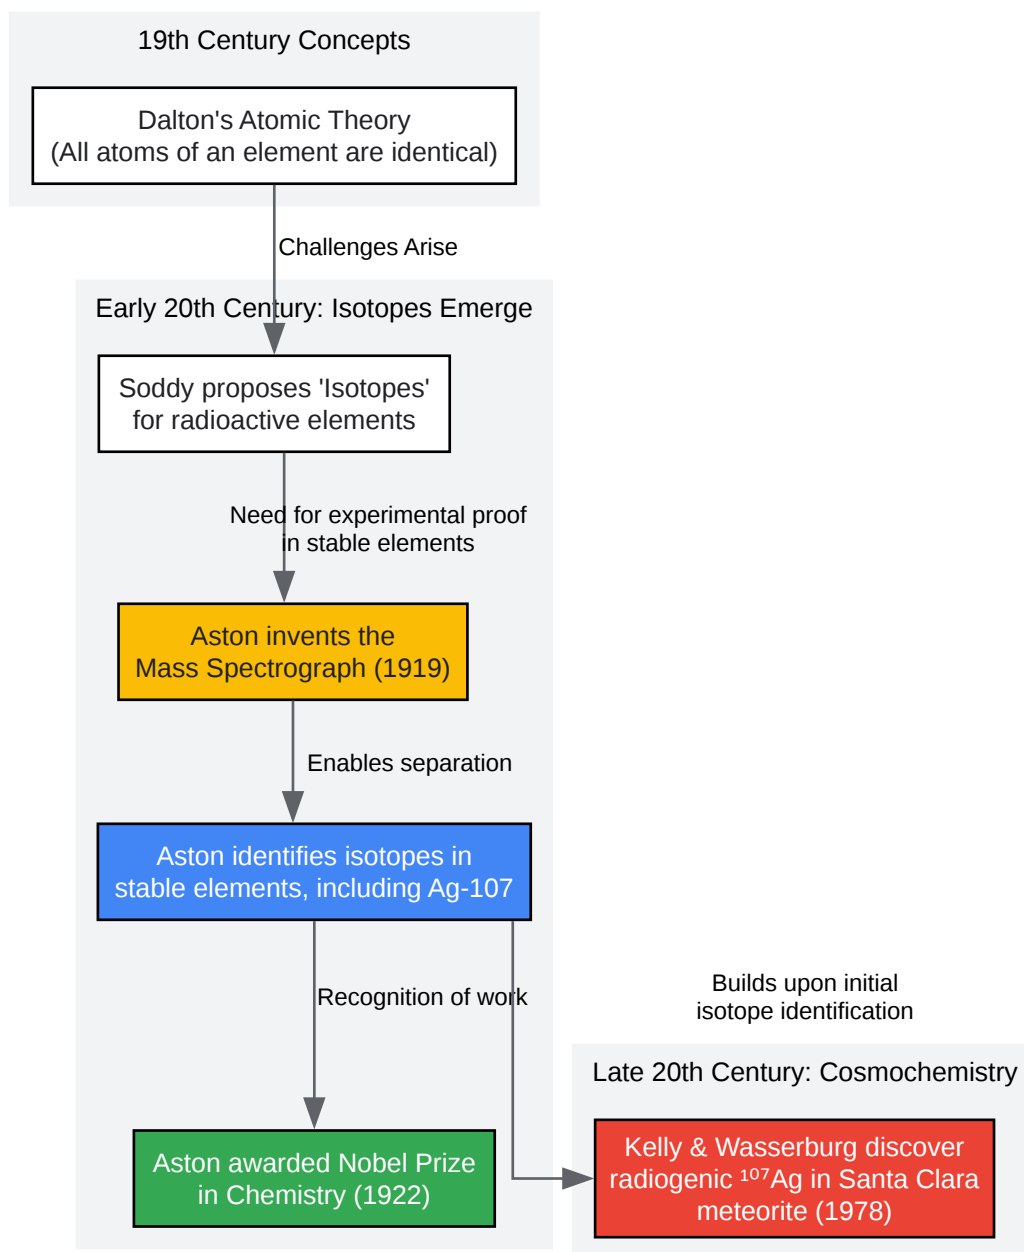 19th Century Concepts
Dalton's Atomic Theory
(All atoms of an element are identical)
Challenges Arise
Early 20th Century: Isotopes Emerge
Soddy proposes 'Isotopes'
for radioactive elements
Need for experimental proof
in stable elements
Aston invents the
Mass Spectrograph (1919)
Enables separation
Aston identifies isotopes in
stable elements, including Ag-107
Recognition of work
Builds upon initial
isotope identification
Aston awarded Nobel Prize
in Chemistry (1922)
Late 20th Century: Cosmochemistry
Kelly & Wasserburg discover
radiogenic ¹⁰⁷Ag in Santa Clara
meteorite (1978)